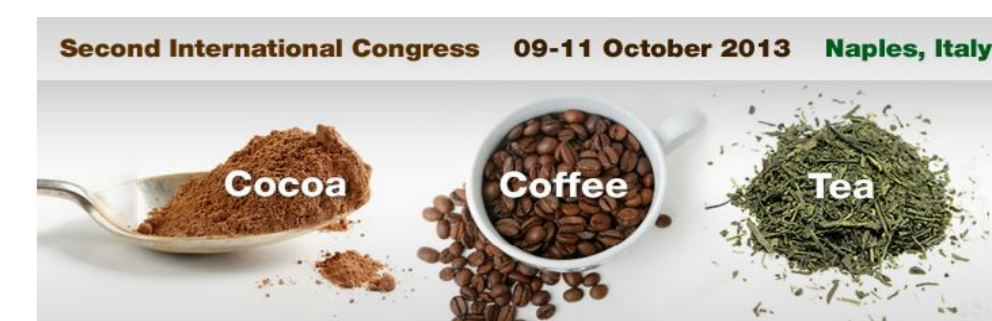 Second International Congress 09-11 October 2013 Naples, Italy
Cocoa Coffee Tea